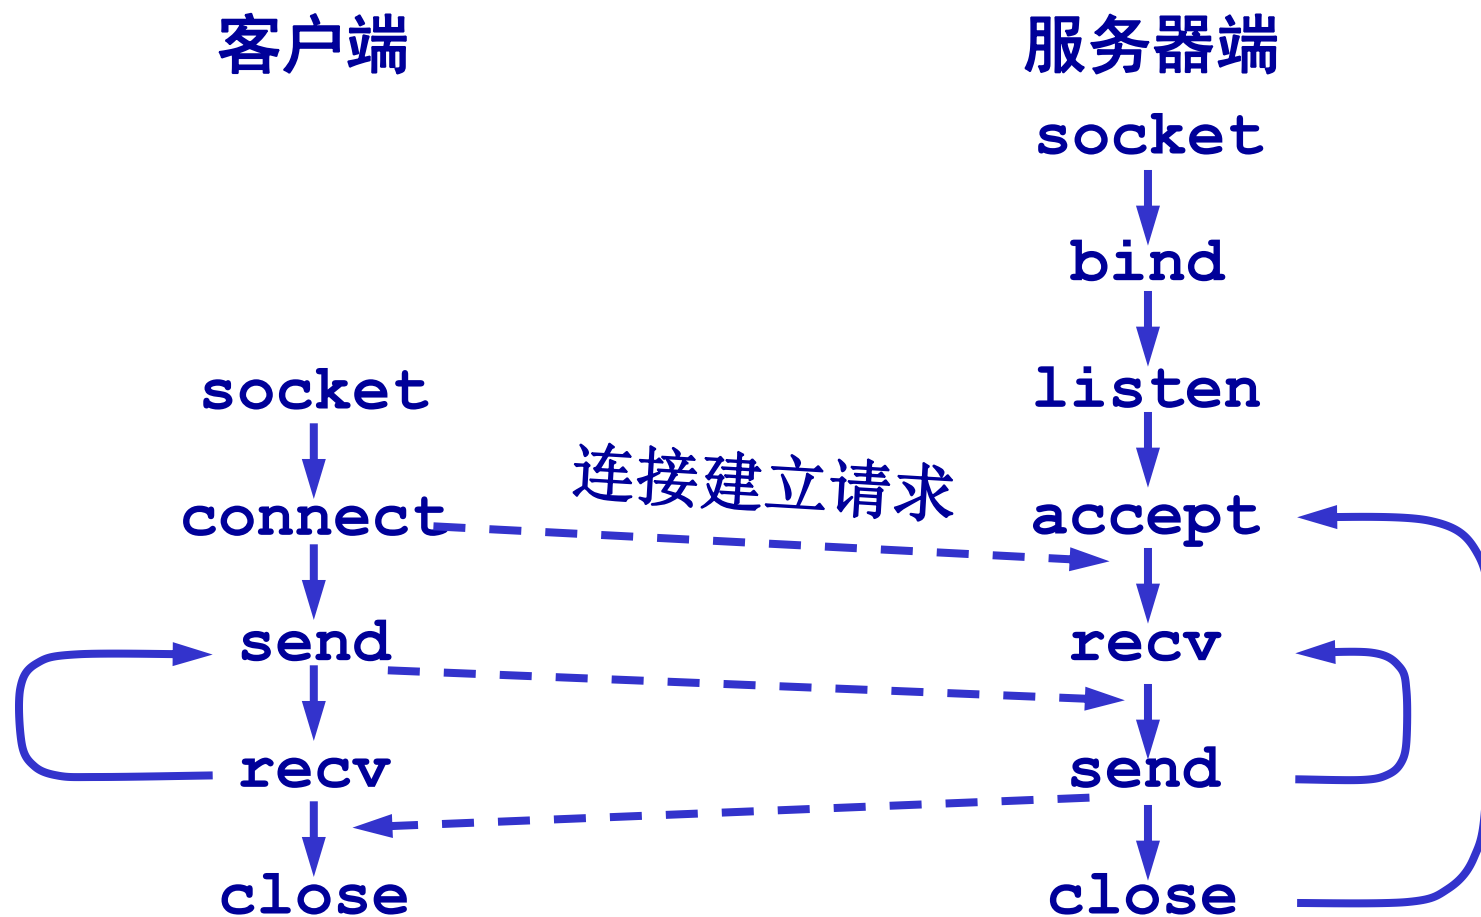 客户端
服务器端
socket
bind
listen
accept
recv
send
close
socket
connect
send
recv
close
连接建立请求